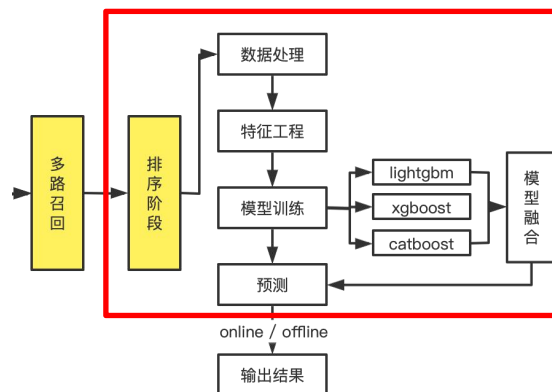 多路召回
排序阶段
数据处理
特征工程
模型训练
预测
online / offline
输出结果
lightgbm
xgboost
catboost
模型融合